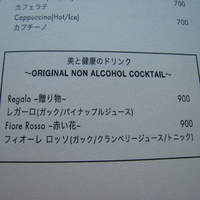 カフェラテ
Cappuccino(Hot/Ice) 900
カプチーノ
美と健康のドリンク
～ORIGINAL NON ALCOHOL COCKTAIL～
Regalo ～贈り物～ 900
レガーロ(ガック/パイナップルジュース)
Fiore Rosso ～赤い花～ 900
フィオーレ ロッソ(ガック/クランベリージュース/トニック)